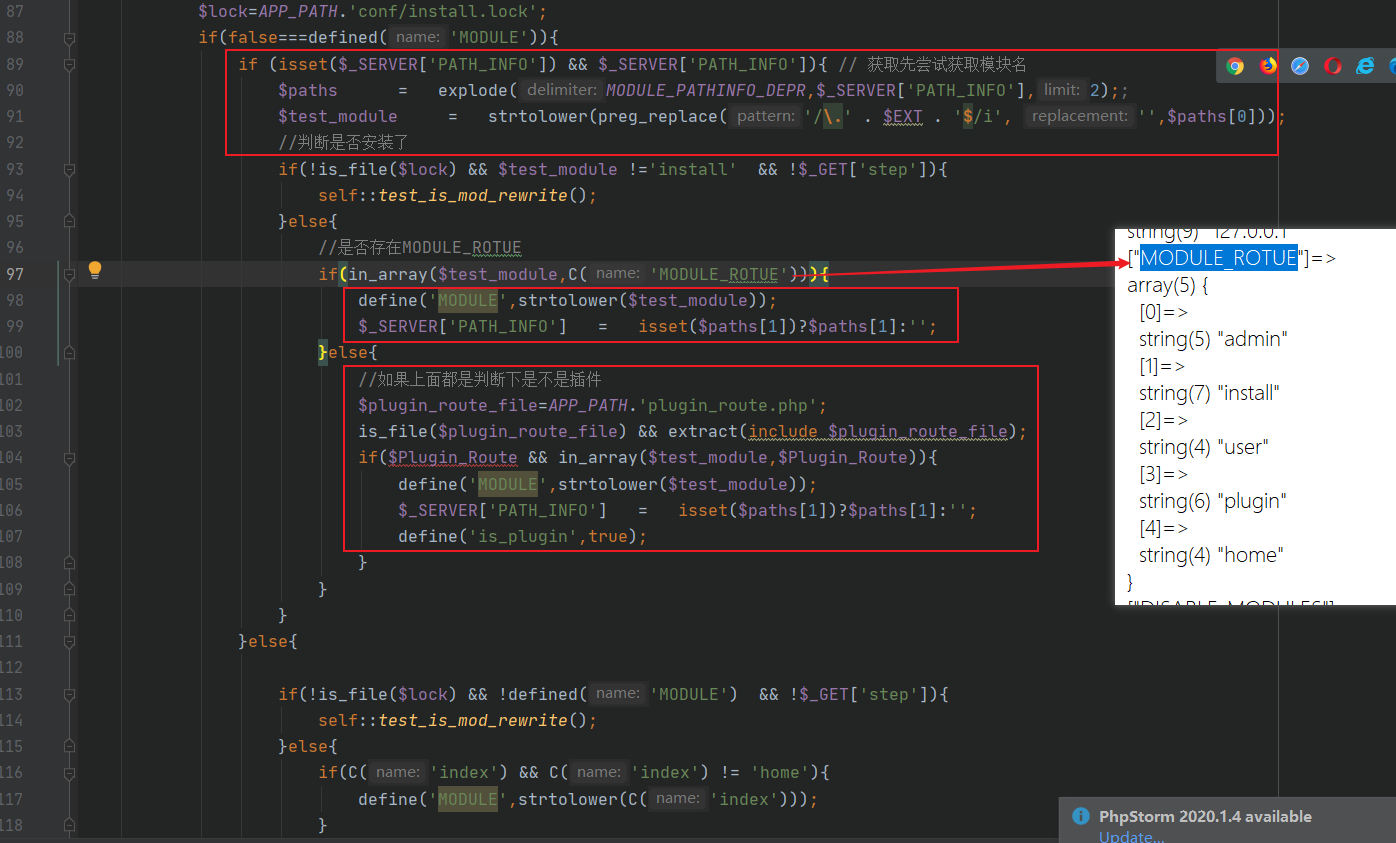 87 $lock=APP_PATH.'conf/install.lock';
88 if(false===defined( name: 'MODULE')){
89 if (isset($_SERVER['PATH_INFO']) && $_SERVER['PATH_INFO']){ // 获取先尝试获取模块名
90 $paths = explode( delimiter: MODULE_PATHINFO_DEPR,$_SERVER['PATH_INFO'], limit: 2);;
91 $test_module = strtolower(preg_replace( pattern: '/\.' . $EXT . '$/i', replacement: '',$paths[0]));
92 //判断是否安装了
93 if(!is_file($lock) && $test_module !='install' && !$_GET['step']){
94 self::test_is_mod_rewrite();
95 }else{
96 //是否存在MODULE_ROTUE
97 if(in_array($test_module,C( name: 'MODULE_ROTUE'))){
98 define('MODULE',strtolower($test_module));
99 $_SERVER['PATH_INFO'] = isset($paths[1])?$paths[1]:'';
100 }else{
101 //如果上面都是判断下是不是插件
102 $plugin_route_file=APP_PATH.'plugin_route.php';
103 is_file($plugin_route_file) && extract(include $plugin_route_file);
104 if($Plugin_Route && in_array($test_module,$Plugin_Route)){
105 define('MODULE',strtolower($test_module));
106 $_SERVER['PATH_INFO'] = isset($paths[1])?$paths[1]:'';
107 define('is_plugin',true);
108 }
109 }
110 }
111 }else{
112
113 if(!is_file($lock) && !defined( name: 'MODULE') && !$_GET['step']){
114 self::test_is_mod_rewrite();
115 }else{
116 if(C( name: 'index') && C( name: 'index') != 'home'){
117 define('MODULE',strtolower(C( name: 'index')));
118 }
string(9) "127.0.0.1"
["MODULE_ROTUE"]=>
array(5) {
[0]=>
string(5) "admin"
[1]=>
string(7) "install"
[2]=>
string(4) "user"
[3]=>
string(6) "plugin"
[4]=>
string(4) "home"
}
["DISABLE_MODULES"]
PhpStorm 2020.1.4 available
Update...